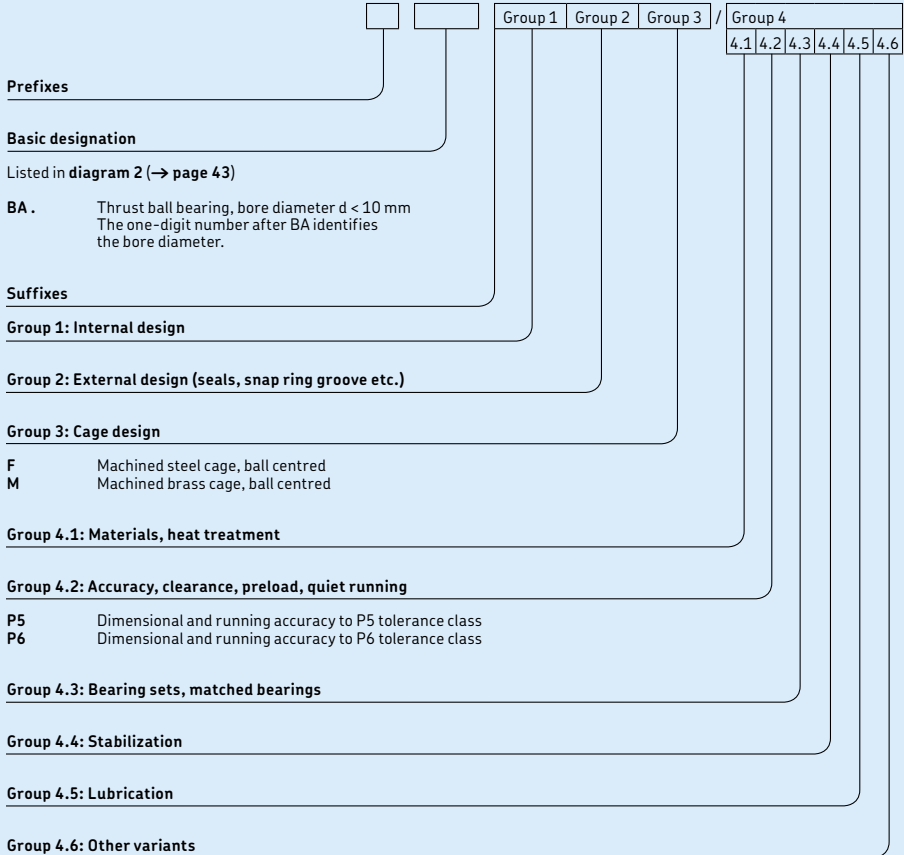 Group 1 Group 2 Group 3 / Group 4
4.1 4.2 4.3 4.4 4.5 4.6
Prefixes
Basic designation
Listed in diagram 2 (→ page 43)
BA . Thrust ball bearing, bore diameter d < 10 mm
The one-digit number after BA identifies
the bore diameter.
Suffixes
Group 1: Internal design
Group 2: External design (seals, snap ring groove etc.)
Group 3: Cage design
F Machined steel cage, ball centred
M Machined brass cage, ball centred
Group 4.1: Materials, heat treatment
Group 4.2: Accuracy, clearance, preload, quiet running
P5 Dimensional and running accuracy to P5 tolerance class
P6 Dimensional and running accuracy to P6 tolerance class
Group 4.3: Bearing sets, matched bearings
Group 4.4: Stabilization
Group 4.5: Lubrication
Group 4.6: Other variants